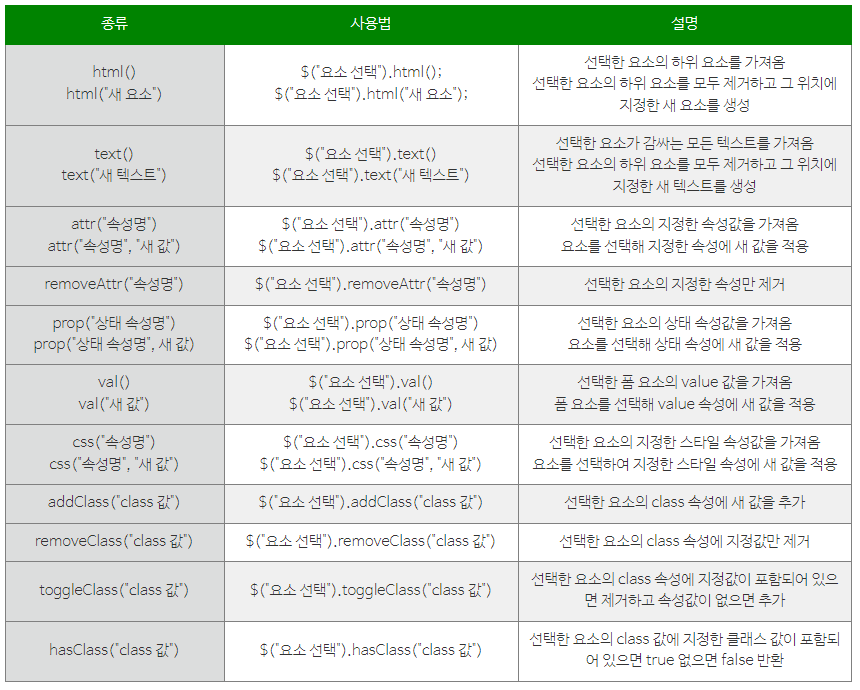 종류
사용법
설명
html()
html("새 요소")
$("요소 선택").html();
$("요소 선택").html("새 요소");
선택한 요소의 하위 요소를 가져옴
선택한 요소의 하위 요소를 모두 제거하고 그 위치에
지정한 새 요소를 생성
text()
text("새 텍스트")
$("요소 선택").text()
$("요소 선택").text("새 텍스트")
선택한 요소가 감싸는 모든 텍스트를 가져옴
선택한 요소의 하위 요소를 모두 제거하고 그 위치에
지정한 새 텍스트를 생성
attr("속성명")
attr("속성명", "새 값")
$("요소 선택").attr("속성명")
$("요소 선택").attr("속성명", "새 값")
선택한 요소의 지정한 속성값을 가져옴
요소를 선택해 지정한 속성에 새 값을 적용
removeAttr("속성명")
$("요소 선택").removeAttr("속성명")
선택한 요소의 지정한 속성만 제거
prop("상태 속성명")
prop("상태 속성명", 새 값)
$("요소 선택").prop("상태 속성명")
$("요소 선택").prop("상태 속성명", 새 값)
선택한 요소의 상태 속성값을 가져옴
요소를 선택해 상태 속성에 새 값을 적용
val()
val("새 값")
$("요소 선택").val()
$("요소 선택").val("새 값")
선택한 폼 요소의 value 값을 가져옴
폼 요소를 선택해 value 속성에 새 값을 적용
css("속성명")
css("속성명", "새 값")
$("요소 선택").css("속성명")
$("요소 선택").css("속성명", "새 값")
선택한 요소의 지정한 스타일 속성값을 가져옴
요소를 선택하여 지정한 스타일 속성에 새 값을 적용
addClass("class 값")
$("요소 선택").addClass("class 값")
선택한 요소의 class 속성에 새 값을 추가
removeClass("class 값")
$("요소 선택").removeClass("class 값")
선택한 요소의 class 속성에 지정값만 제거
toggleClass("class 값")
$("요소 선택").toggleClass("class 값")
선택한 요소의 class 속성에 지정값이 포함되어 있으
면 제거하고 속성값이 없으면 추가
hasClass("class 값")
$("요소 선택").hasClass("class 값")
선택한 요소의 class 값에 지정한 클래스 값이 포함되
어 있으면 true 없으면 false 반환